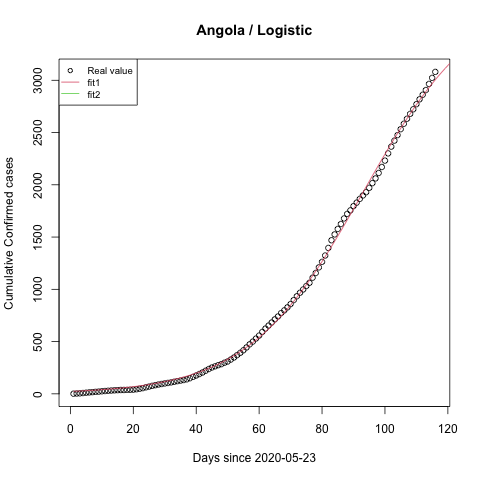 Angola / Logistic
Real value
fit1
fit2
Cumulative Confirmed cases
3000
2500
2000
1500
1000
500
0
0 20 40 60 80 100 120
Days since 2020-05-23